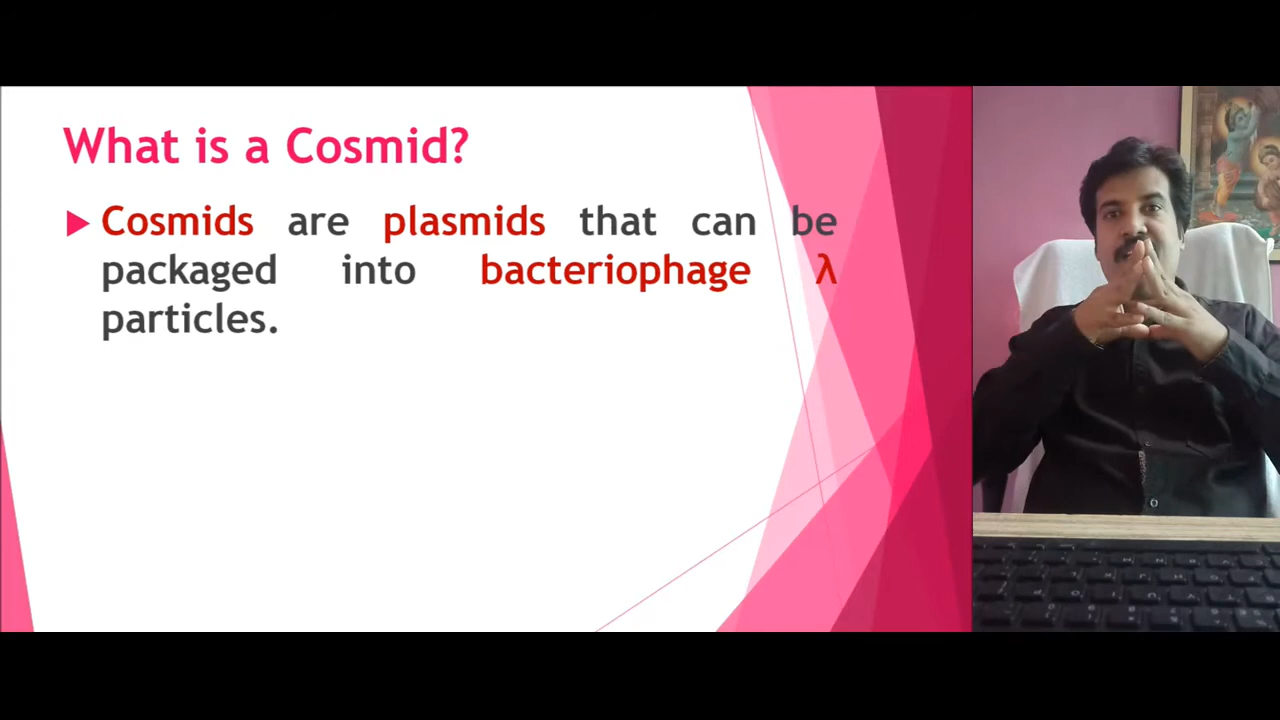 What is a Cosmid?
Cosmids are plasmids that can be
packaged into bacteriophage λ
particles.